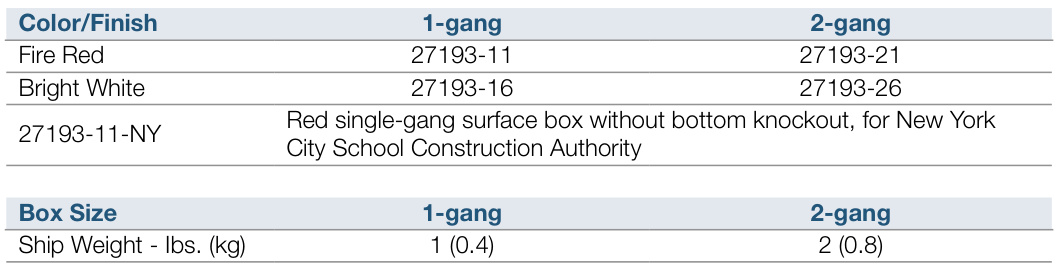 Color/Finish 1-gang 2-gang
Fire Red 27193-11 27193-21
Bright White 27193-16 27193-26
27193-11-NY Red single-gang surface box without bottom knockout, for New York
City School Construction Authority
Box Size 1-gang 2-gang
Ship Weight - lbs. (kg) 1 (0.4) 2 (0.8)